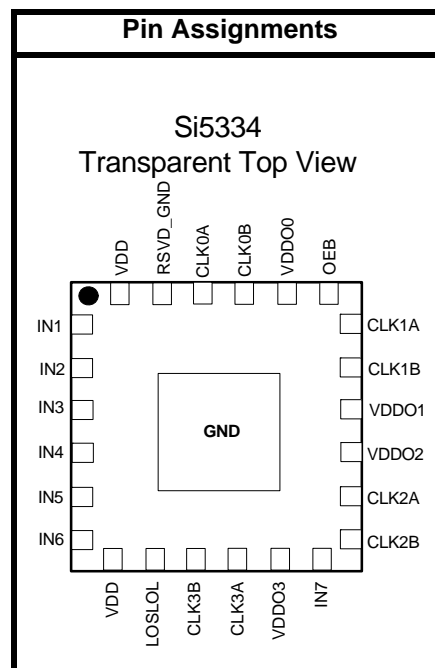 Pin Assignments
Si5334
Transparent Top View
VDD
RSVD_GND
CLK0A
CLK0B
VDDO0
OEB
IN1
IN2
IN3
IN4
IN5
IN6
GND
CLK1A
CLK1B
VDDO1
VDDO2
CLK2A
CLK2B
VDD
LOSLOL
CLK3B
CLK3A
VDDO3
IN7